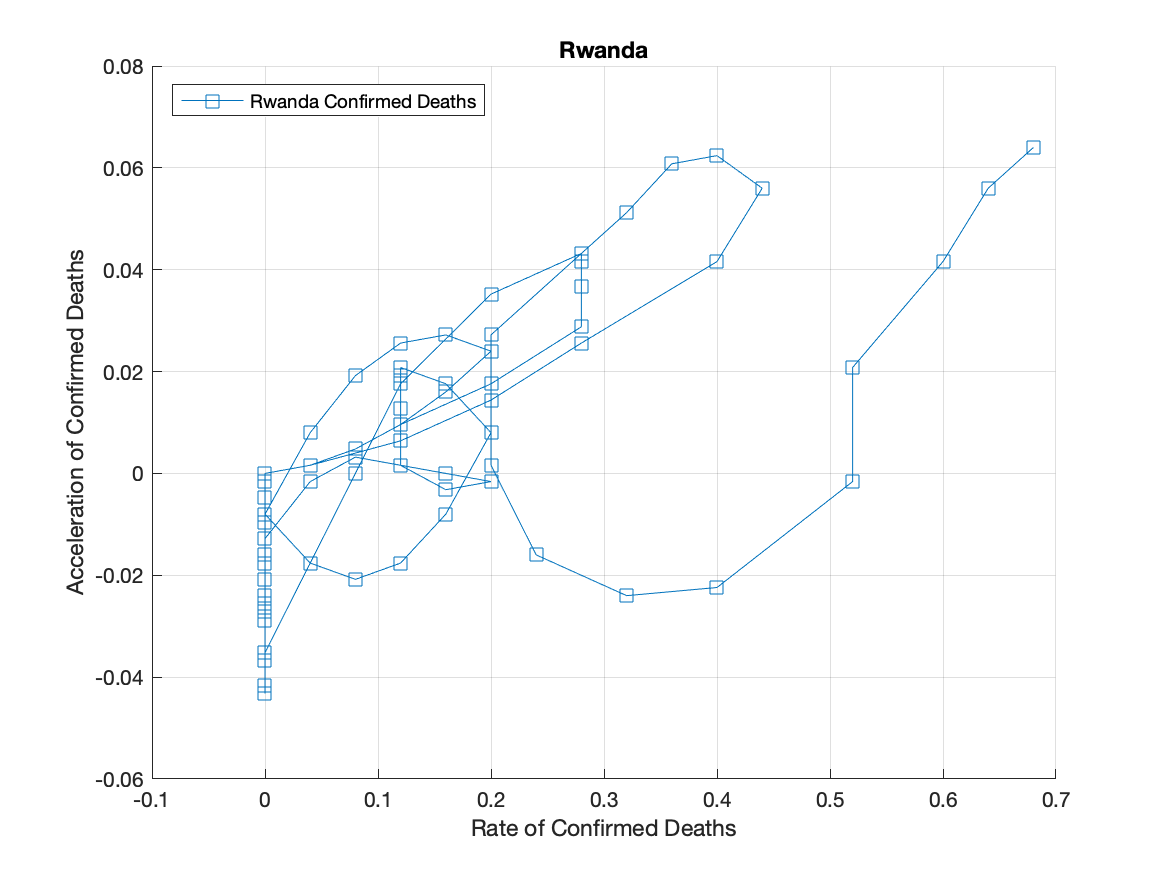 Rwanda
0.08
Rwanda Confirmed Deaths
0.06
0.04
0.02
0
-0.02
-0.04
-0.06
Acceleration of Confirmed Deaths
-0.1 0 0.1 0.2 0.3 0.4 0.5 0.6 0.7
Rate of Confirmed Deaths